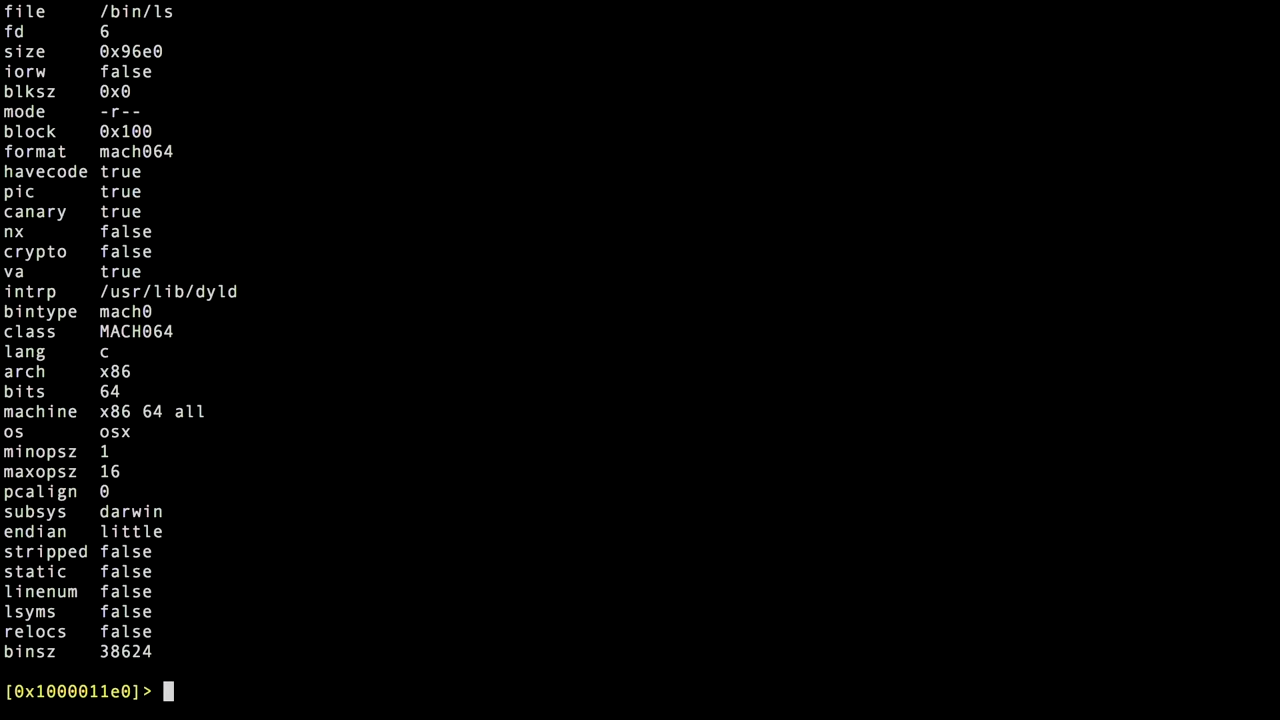 file     /bin/ls
fd       6
size     0x96e0
iorw     false
blksz    0x0
mode     -r--
block    0x100
format   mach064
havecode true
pic      true
canary   true
nx       false
crypto   false
va       true
intrp    /usr/lib/dyld
bintype  mach0
class    MACH064
lang     c
arch     x86
bits     64
machine  x86 64 all
os       osx
minopsz  1
maxopsz  16
pcalign  0
subsys   darwin
endian   little
stripped false
static   false
linenum  false
lsyms    false
relocs   false
binsz    38624
[0x1000011e0]>